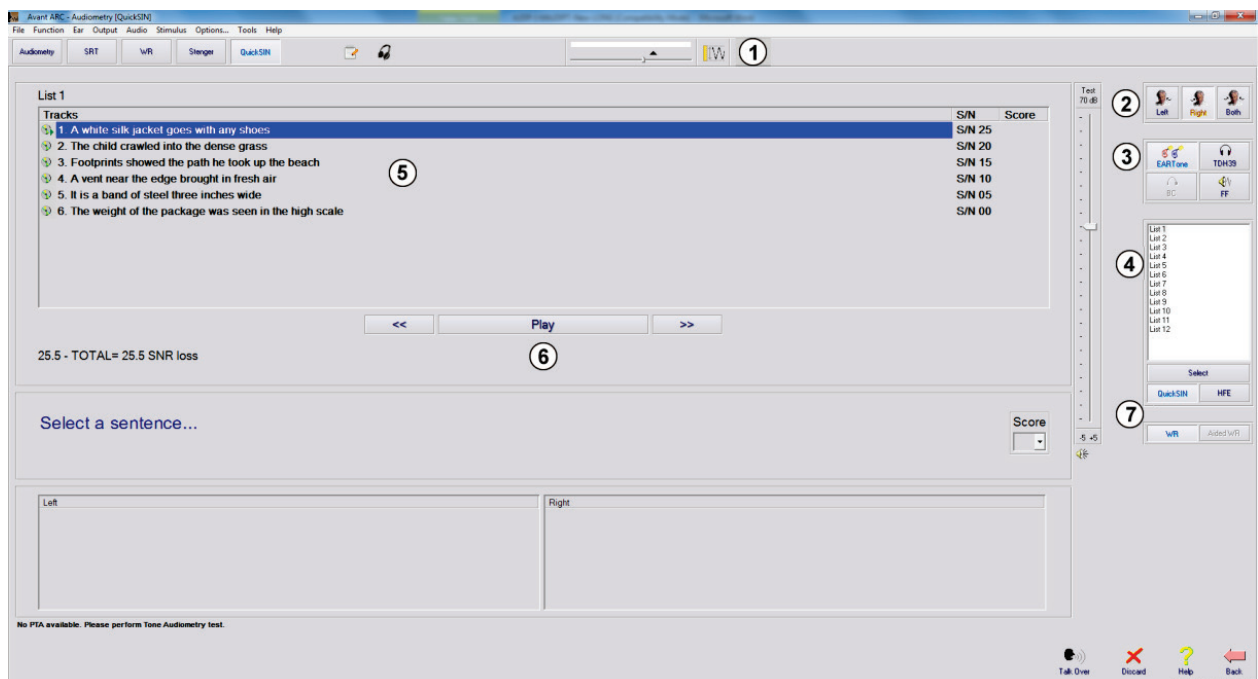 Avant ARC - Audiometry [QuickSIN]
File Function Ear Output Audio Stimulus Options... Tools Help
Audiometry SRT WR Stenger QuickSIN
1
List 1
Tracks S/N Score
1. A white silk jacket goes with any shoes S/N 25
2. The child crawled into the dense grass S/N 20
3. Footprints showed the path he took up the beach S/N 15
4. A vent near the edge brought in fresh air S/N 10
5. It is a band of steel three inches wide S/N 05
6. The weight of the package was seen in the high scale S/N 00
5
<< Play >>
6
25.5 - TOTAL= 25.5 SNR loss
Select a sentence...
Score
Left Right
No PTA available. Please perform Tone Audiometry test.
Test
70 dB
-5 +5
2
Left Right Both
3
EARTone TDH39
BC FF
4
List 1
List 2
List 3
List 4
List 5
List 6
List 7
List 8
List 9
List 10
List 11
List 12
Select
QuickSIN HFE
7
WR Aided WR
Talk Over Discard Help Back